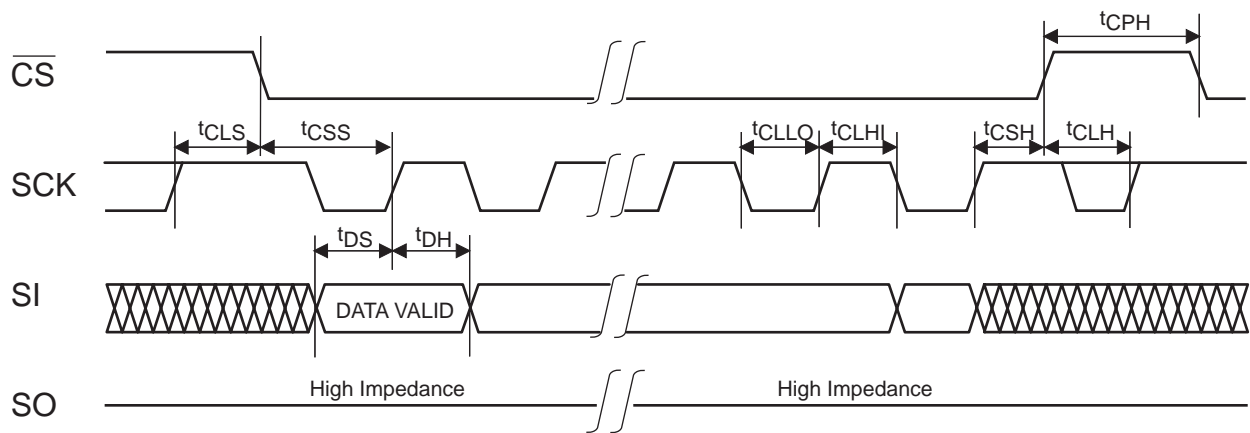 tCPH
CS
tCLS
tCSS
tCLLO
tCLHI
tCSH
tCLH
SCK
tDS
tDH
SI
DATA VALID
High Impedance
High Impedance
SO